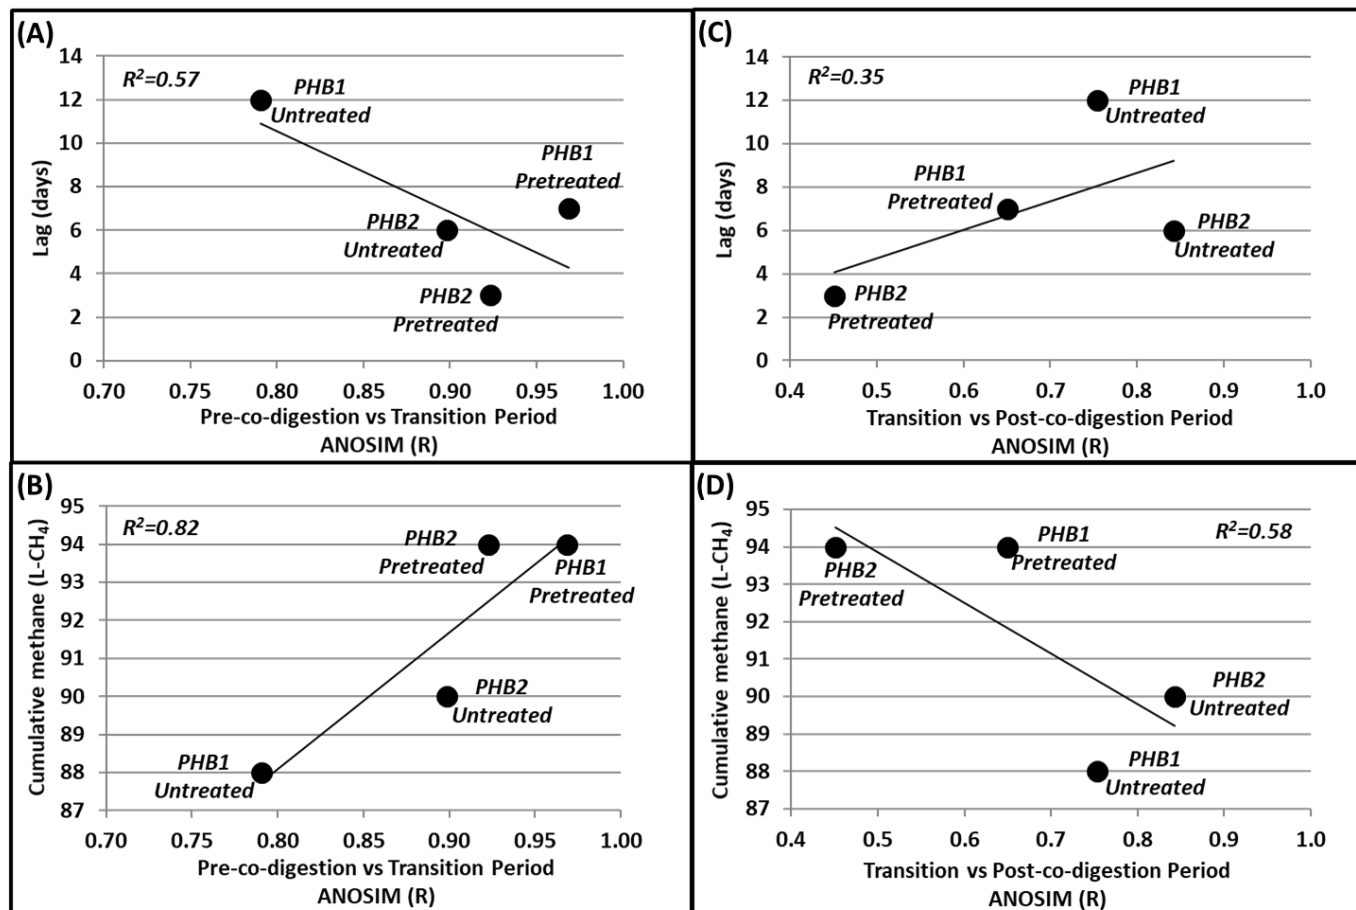 (A)
R²=0.57
Lag (days)
14
12
10
8
6
4
2
0
PHB1
Untreated
PHB1
Pretreated
PHB2
Untreated
PHB2
Pretreated
0.70 0.80 0.85 0.90 0.95 1.00
Pre-co-digestion vs Transition Period
ANOSIM (R)
(C)
R²=0.35
Lag (days)
14
12
10
8
6
4
2
0
PHB1
Untreated
PHB1
Pretreated
PHB2
Untreated
PHB2
Pretreated
0.4 0.5 0.6 0.7 0.8 0.9 1.0
Transition vs Post-co-digestion Period
ANOSIM (R)
(B)
R²=0.82
Cumulative methane (L-CH₄)
95
94
93
92
91
90
89
88
87
PHB2
Pretreated
PHB1
Pretreated
PHB2
Untreated
PHB1
Untreated
0.70 0.80 0.90 0.95 1.00
Pre-co-digestion vs Transition Period
ANOSIM (R)
(D)
R²=0.58
Cumulative methane (L-CH₄)
95
94
93
92
91
90
89
88
87
PHB2
Pretreated
PHB1
Pretreated
PHB2
Untreated
PHB1
Untreated
0.4 0.5 0.6 0.7 0.8 0.9 1.0
Transition vs Post-co-digestion Period
ANOSIM (R)